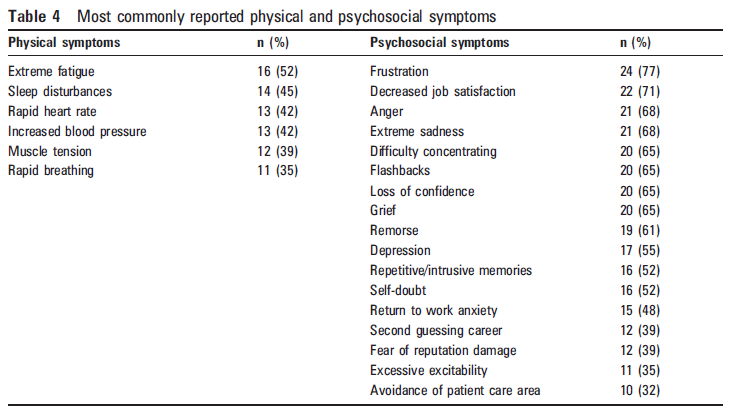 Table 4 Most commonly reported physical and psychosocial symptoms
Physical symptoms n (%) Psychosocial symptoms n (%)
Extreme fatigue 16 (52) Frustration 24 (77)
Sleep disturbances 14 (45) Decreased job satisfaction 22 (71)
Rapid heart rate 13 (42) Anger 21 (68)
Increased blood pressure 13 (42) Extreme sadness 21 (68)
Muscle tension 12 (39) Difficulty concentrating 20 (65)
Rapid breathing 11 (35) Flashbacks 20 (65)
Loss of confidence 20 (65)
Grief 20 (65)
Remorse 19 (61)
Depression 17 (55)
Repetitive/intrusive memories 16 (52)
Self-doubt 16 (52)
Return to work anxiety 15 (48)
Second guessing career 12 (39)
Fear of reputation damage 12 (39)
Excessive excitability 11 (35)
Avoidance of patient care area 10 (32)